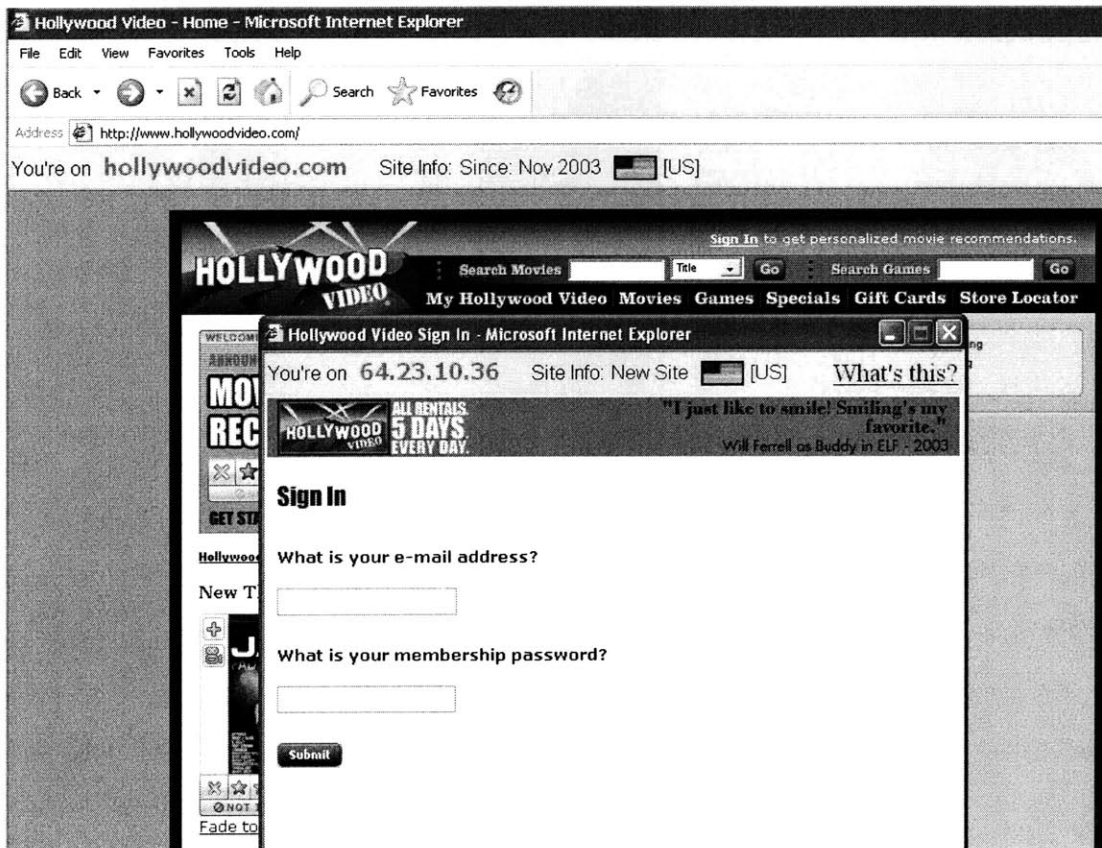 Hollywood Video - Home - Microsoft Internet Explorer
File Edit View Favorites Tools Help
Back Search Favorites
Address http://www.hollywoodvideo.com/
You're on hollywoodvideo.com Site Info: Since: Nov 2003 [US]
Sign In to get personalized movie recommendations.
HOLLYWOOD VIDEO
Search Movies Title Go Search Games Go
My Hollywood Video Movies Games Specials Gift Cards Store Locator
Hollywood Video Sign In - Microsoft Internet Explorer
You're on 64.23.10.36 Site Info: New Site [US] What's this?
HOLLYWOOD VIDEO
ALL RENTALS.
5 DAYS.
EVERY DAY.
"I just like to smile! Smiling's my
favorite."
Will Ferrell as Buddy in ELF - 2003
Sign In
What is your e-mail address?
What is your membership password?
Submit
MO
REC
GET STA
Hollywoo
New T
NOT
Fade to